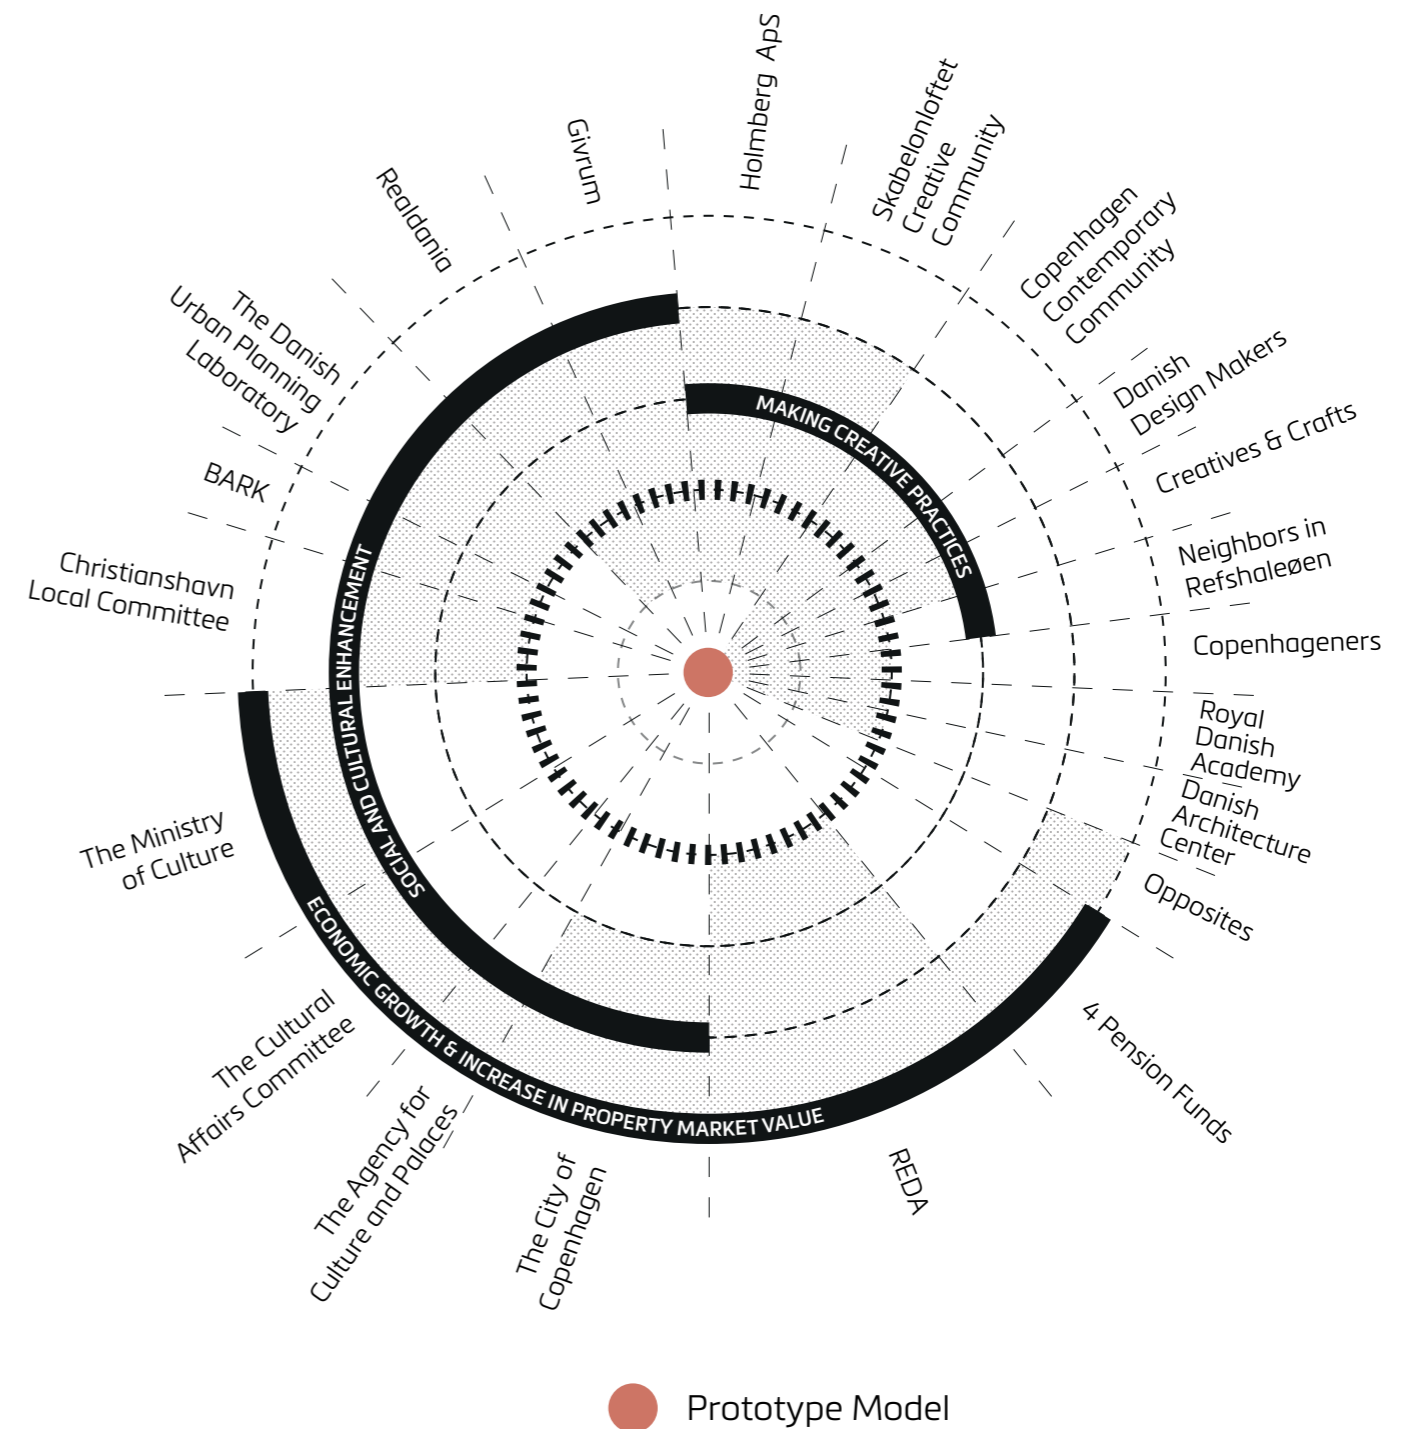 Holmberg ApS
Skabelonloftet
Creative
Community
Copenhagen
Contemporary
Community
Danish
Design Makers
Creatives & Crafts
Neighbors in
Refshaleøen
Copenhageners
Royal
Danish
Academy
Danish
Architecture
Center
Opposites
4 Pension Funds
REDA
The City of
Copenhagen
The Agency for
Culture and Palaces
The Cultural
Affairs Committee
The Ministry
of Culture
Christianshavn
Local Committee
BARK
The Danish
Urban Planning
Laboratory
Realdania
Givrum
MAKING CREATIVE PRACTICES
SOCIAL AND CULTURAL ENHANCEMENT
ECONOMIC GROWTH & INCREASE IN PROPERTY MARKET VALUE
Prototype Model